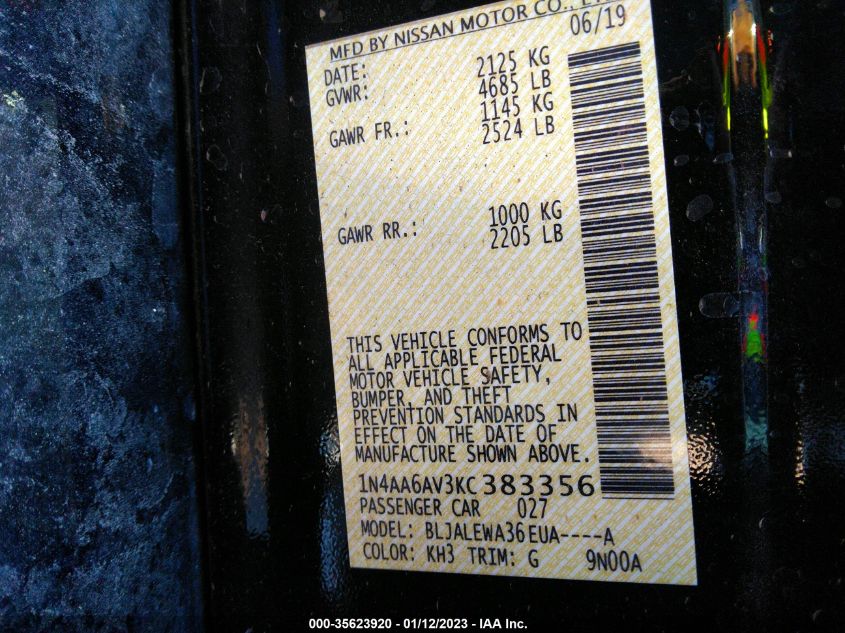 MFD BY NISSAN MOTOR CO.,
DATE: 06/19
GVWR: 2125 KG
4685 LB
GAWR FR.: 1145 KG
2524 LB
GAWR RR.: 1000 KG
2205 LB
THIS VEHICLE CONFORMS TO
ALL APPLICABLE FEDERAL
MOTOR VEHICLE SAFETY,
BUMPER, AND THEFT
PREVENTION STANDARDS IN
EFFECT ON THE DATE OF
MANUFACTURE SHOWN ABOVE.
1N4AA6AV3KC383356
PASSENGER CAR 027
MODEL: BLJALEWA36EUA----A
COLOR: KH3 TRIM: G 9N00A
000-35623920 - 01/12/2023 - IAA Inc.